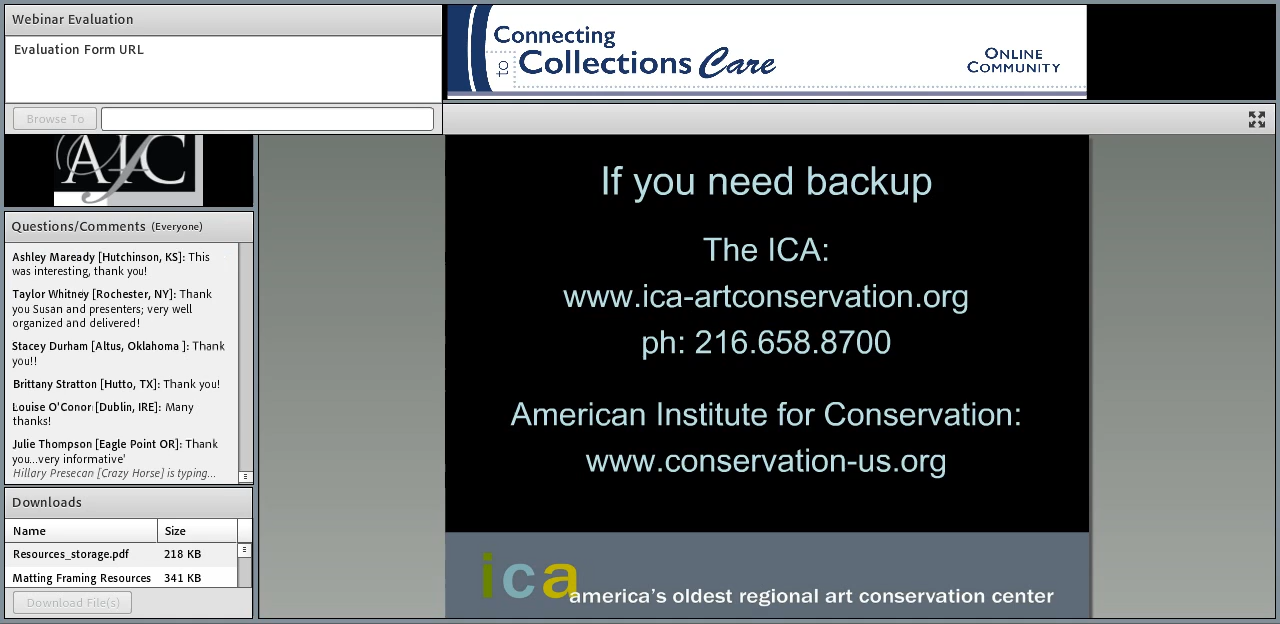 Webinar Evaluation
Evaluation Form URL
Browse To
Connecting
to Collections Care
ONLINE
COMMUNITY
AIC
Questions/Comments (Everyone)
Ashley Maready [Hutchinson, KS]: This
was interesting, thank you!
Taylor Whitney [Rochester, NY]: Thank
you Susan and presenters; very well
organized and delivered!
Stacey Durham [Altus, Oklahoma ]: Thank
you!!
Brittany Stratton [Hutto, TX]: Thank you!
Louise O'Conor [Dublin, IRE]: Many
thanks!
Julie Thompson [Eagle Point OR]: Thank
you...very informative'
Hillary Presecan [Crazy Horse] is typing...
Downloads
Name Size
Resources_storage.pdf 218 KB
Matting Framing Resources 341 KB
Download File(s)
If you need backup
The ICA:
www.ica-artconservation.org
ph: 216.658.8700
American Institute for Conservation:
www.conservation-us.org
ica
america's oldest regional art conservation center